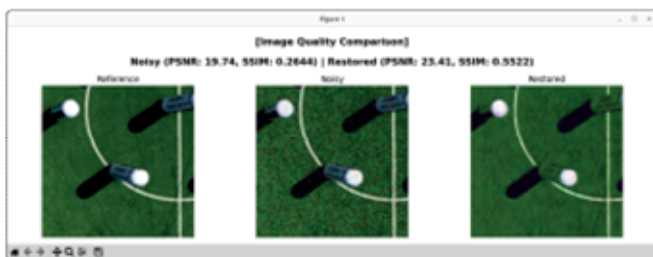 Figure 1
[Image Quality Comparison]
Noisy (PSNR: 19.74, SSIM: 0.2644) | Restored (PSNR: 23.41, SSIM: 0.5522)
Reference
Noisy
Restored